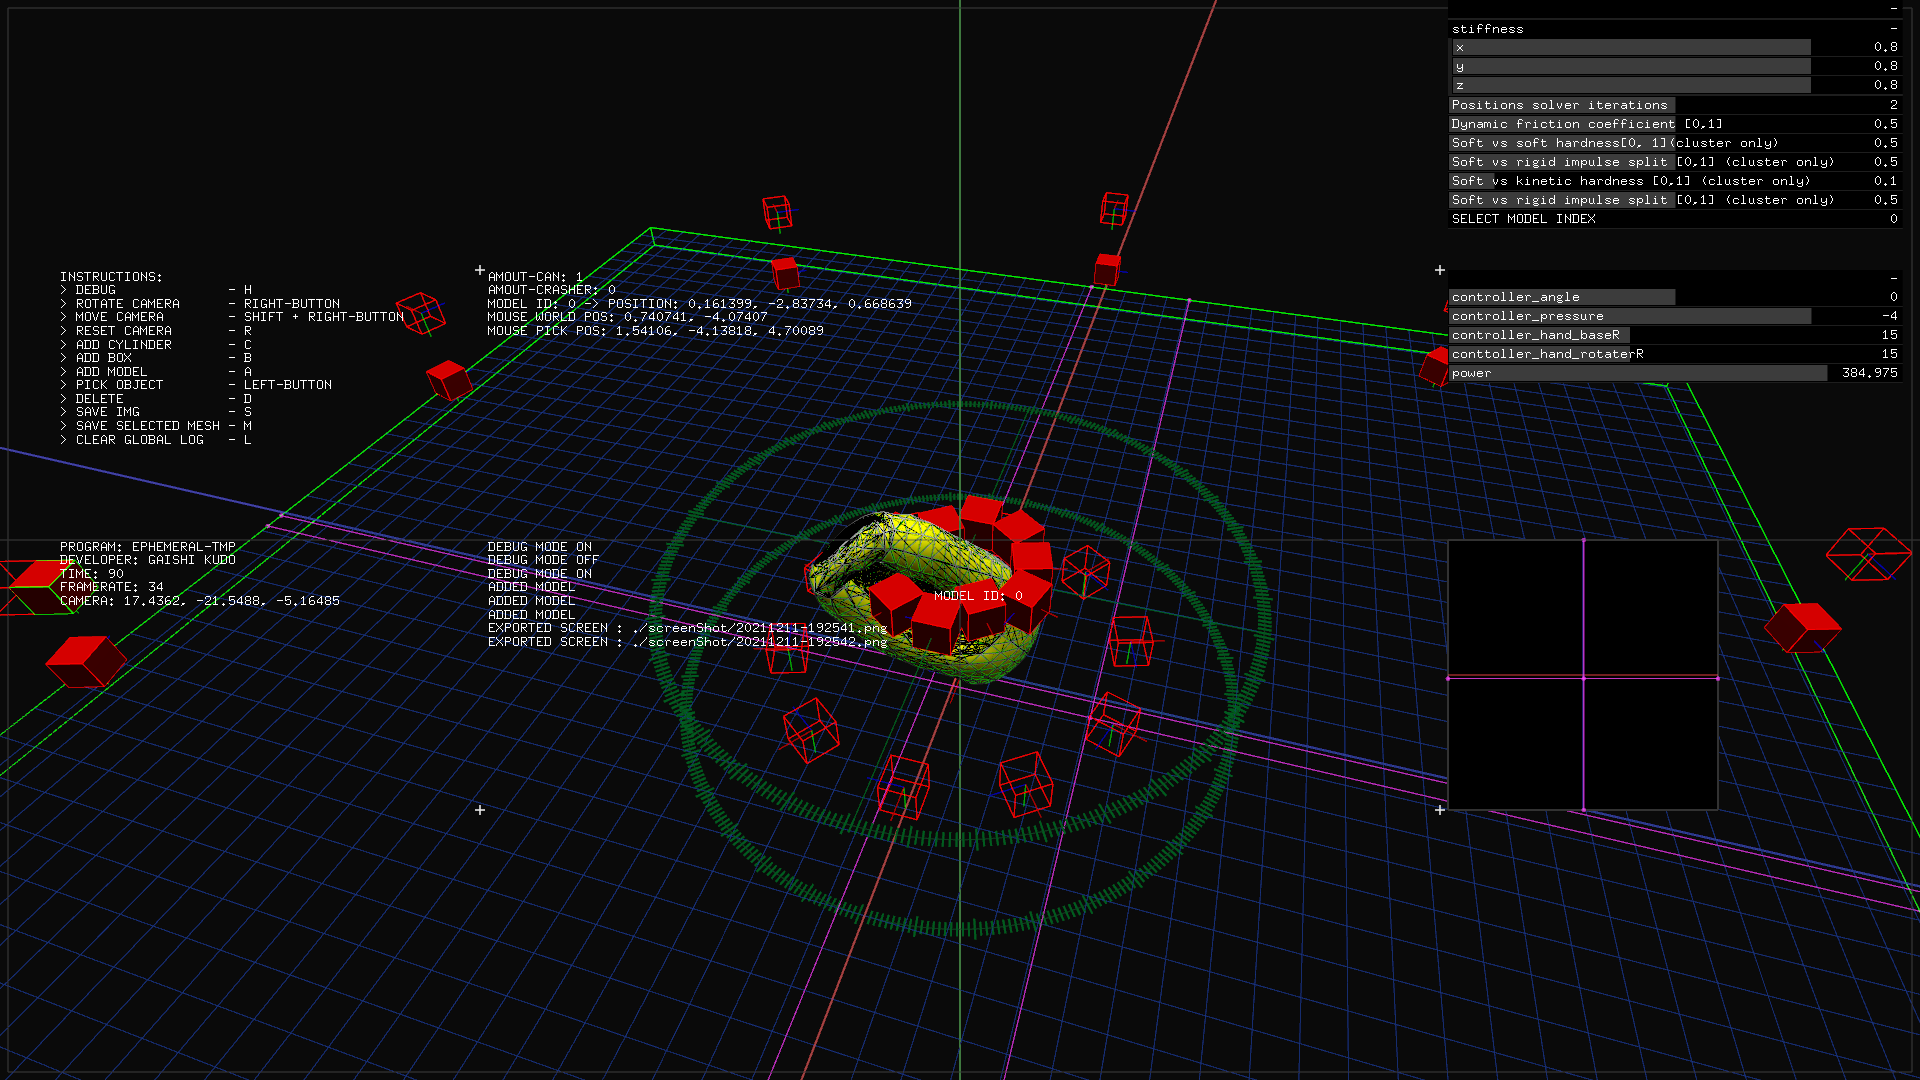 INSTRUCTIONS:
> DEBUG - H
> ROTATE CAMERA - RIGHT-BUTTON
> MOVE CAMERA - SHIFT + RIGHT-BUTTON
> RESET CAMERA - R
> ADD CYLINDER - C
> ADD BOX - B
> ADD MODEL - A
> PICK OBJECT - LEFT-BUTTON
> DELETE - D
> SAVE IMG - S
> SAVE SELECTED MESH - M
> CLEAR GLOBAL LOG - L
AMOUT-CAN: 1
AMOUT-CRASHER: 0
MODEL ID: 0 -> POSITION: 0.161399, -2.83734, 0.668639
MOUSE WORLD POS: 0.740741, -4.07407
MOUSE PICK POS: 1.54106, -4.13818, 4.70089
-
stiffness -
x 0.8
y 0.8
z 0.8
Positions solver iterations 2
Dynamic friction coefficient [0,1] 0.5
Soft vs soft hardness[0, 1](cluster only) 0.5
Soft vs rigid impulse split [0,1] (cluster only) 0.5
Soft vs kinetic hardness [0,1] (cluster only) 0.1
Soft vs rigid impulse split [0,1] (cluster only) 0.5
SELECT MODEL INDEX 0
-
controller_angle 0
controller_pressure -4
controller_hand_baseR 15
conttoller_hand_rotaterR 15
power 384.975
PROGRAM: EPHEMERAL-TMP
DEVELOPER: GAISHI KUDO
TIME: 90
FRAMERATE: 34
CAMERA: 17.4362, -21.5488, -5.16485
DEBUG MODE ON
DEBUG MODE OFF
DEBUG MODE ON
ADDED MODEL
ADDED MODEL
ADDED MODEL
EXPORTED SCREEN : ./screenShot/20211211-192541.png
EXPORTED SCREEN : ./screenShot/20211211-192542.png
MODEL ID: 0